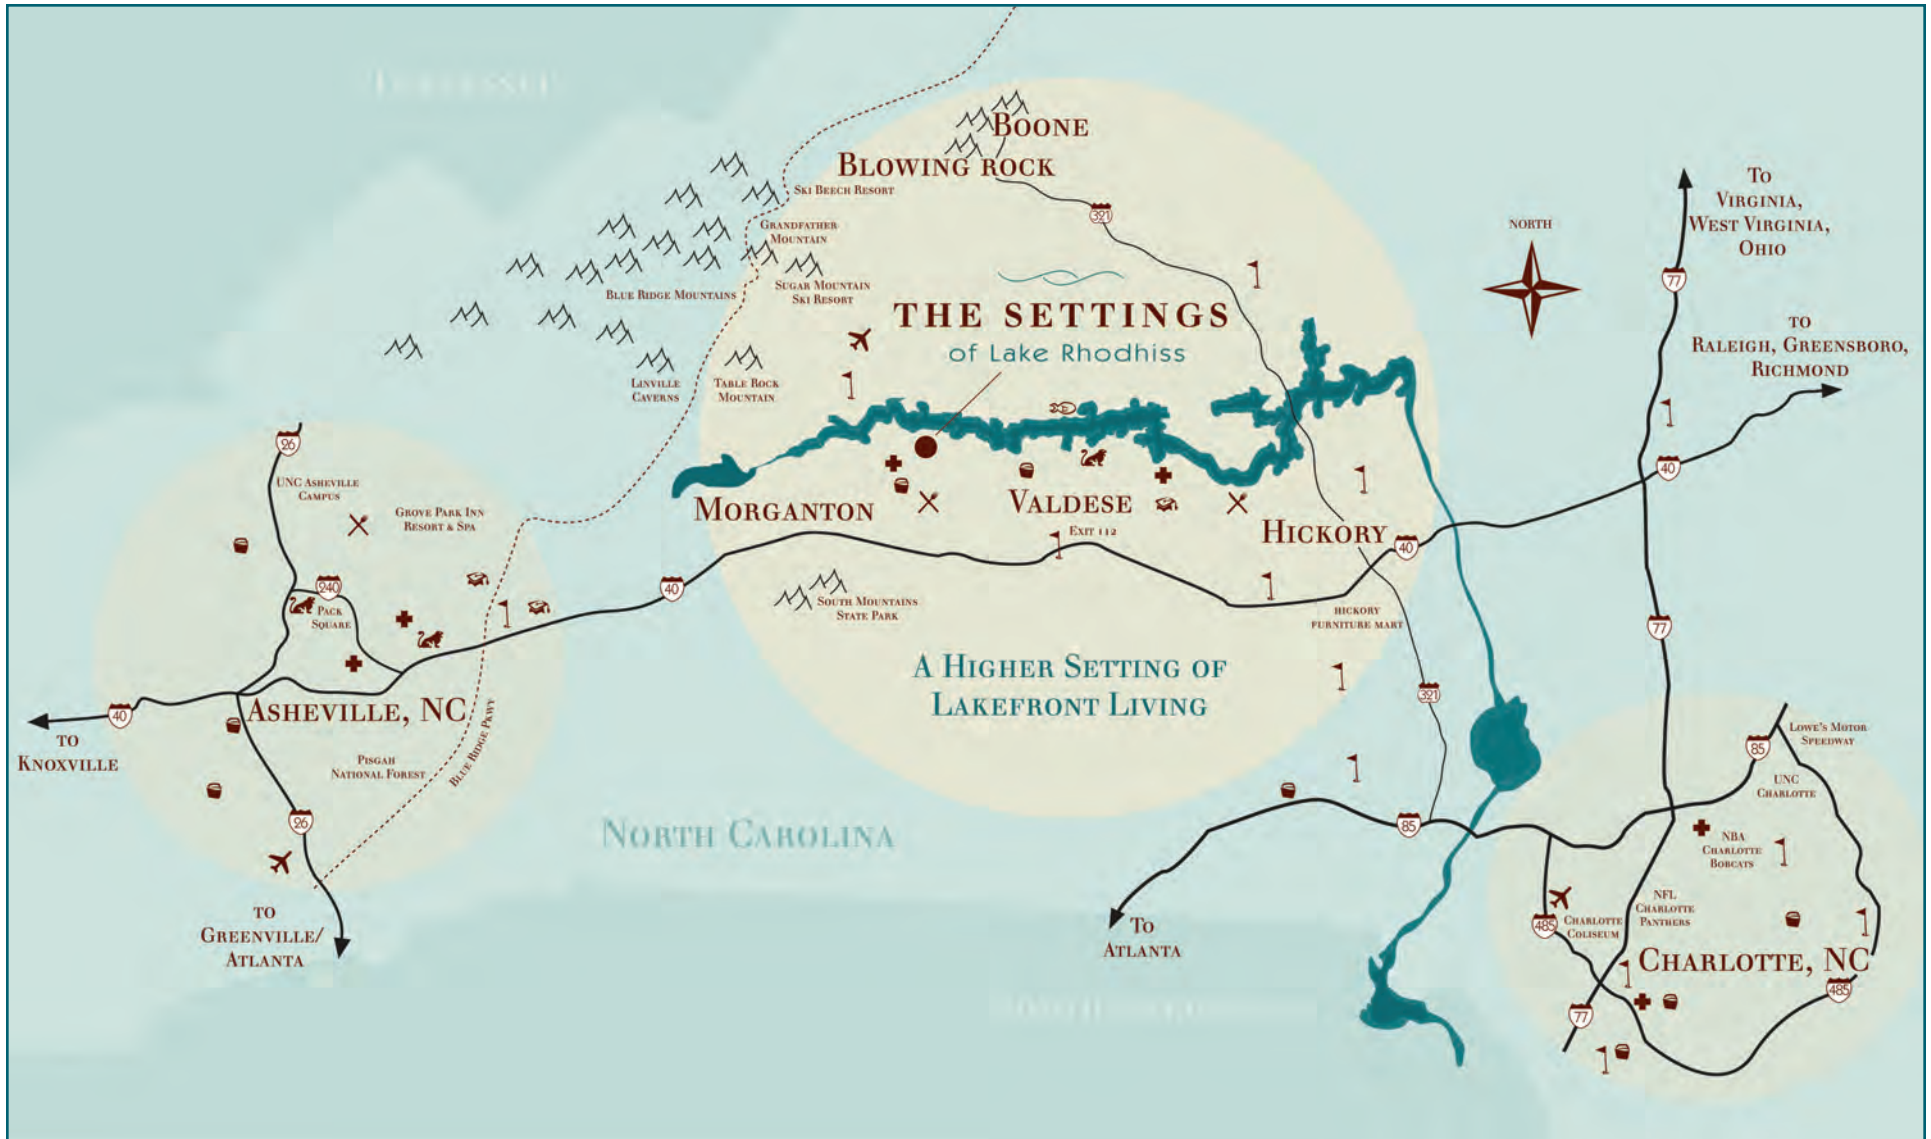 Tennessee
Boone
Blowing Rock
Ski Beech Resort
321
Grandfather
Mountain
Sugar Mountain
Ski Resort
Blue Ridge Mountains
Linville
Caverns
Table Rock
Mountain
THE SETTINGS
of Lake Rhodhiss
NORTH
To
Virginia,
West Virginia,
Ohio
77
to
Raleigh, Greensboro,
Richmond
40
26
UNC Asheville
Campus
Grove Park Inn
Resort & Spa
240
Pack
Square
Morganton
Valdese
Exit 112
Hickory
40
40
South Mountains
State Park
hickory
furniture mart
77
A Higher Setting of
Lakefront Living
321
40
to
Knoxville
Asheville, NC
Pisgah
National Forest
Blue Ridge Pkwy
26
to
Greenville/
Atlanta
North Carolina
85
To
Atlanta
Lowe's Motor
Speedway
85
UNC
Charlotte
NBA
Charlotte
Bobcats
NFL
Charlotte
Panthers
485
Charlotte
Coliseum
Charlotte, NC
485
77